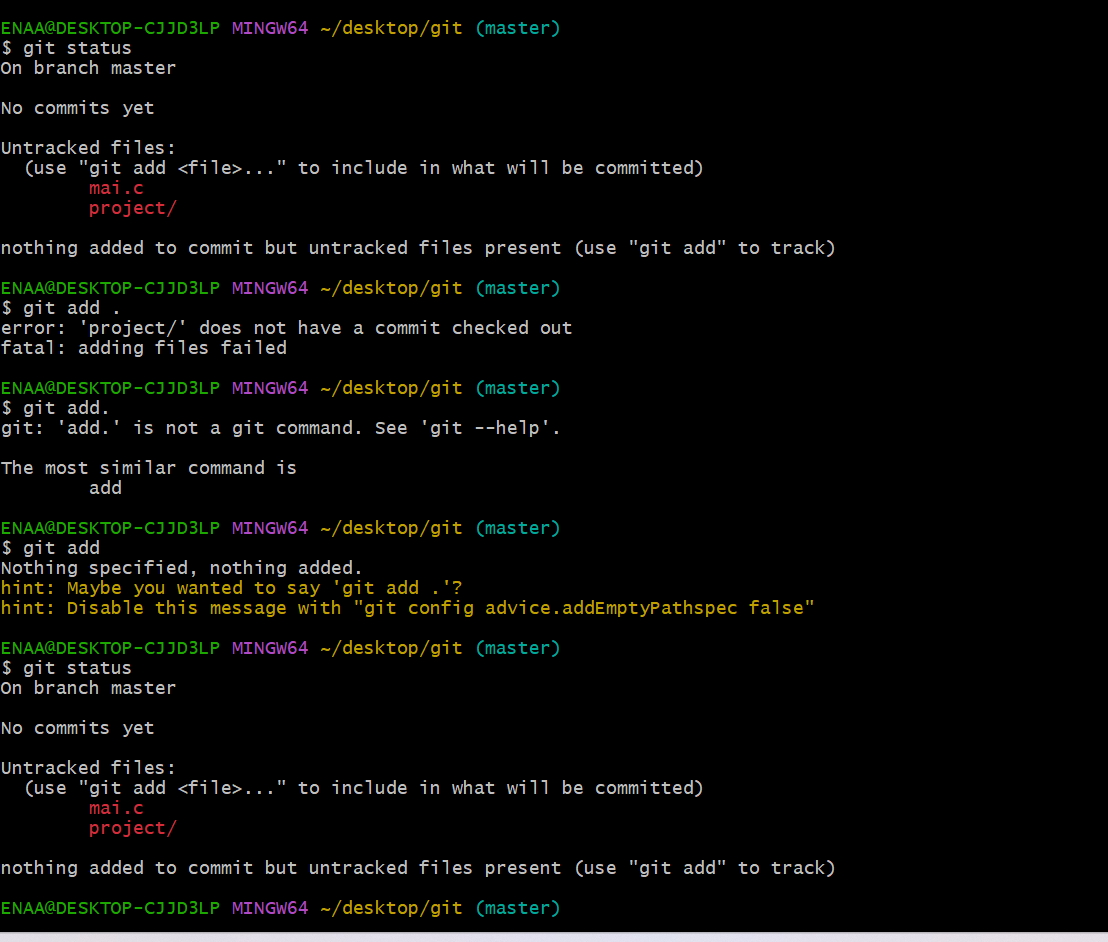 ENAA@DESKTOP-CJJD3LP MINGW64 ~/desktop/git (master)
$ git status
On branch master
No commits yet
Untracked files:
  (use "git add <file>..." to include in what will be committed)
        mai.c
        project/
nothing added to commit but untracked files present (use "git add" to track)
ENAA@DESKTOP-CJJD3LP MINGW64 ~/desktop/git (master)
$ git add .
error: 'project/' does not have a commit checked out
fatal: adding files failed
ENAA@DESKTOP-CJJD3LP MINGW64 ~/desktop/git (master)
$ git add.
git: 'add.' is not a git command. See 'git --help'.
The most similar command is
        add
ENAA@DESKTOP-CJJD3LP MINGW64 ~/desktop/git (master)
$ git add
Nothing specified, nothing added.
hint: Maybe you wanted to say 'git add .'?
hint: Disable this message with "git config advice.addEmptyPathspec false"
ENAA@DESKTOP-CJJD3LP MINGW64 ~/desktop/git (master)
$ git status
On branch master
No commits yet
Untracked files:
  (use "git add <file>..." to include in what will be committed)
        mai.c
        project/
nothing added to commit but untracked files present (use "git add" to track)
ENAA@DESKTOP-CJJD3LP MINGW64 ~/desktop/git (master)